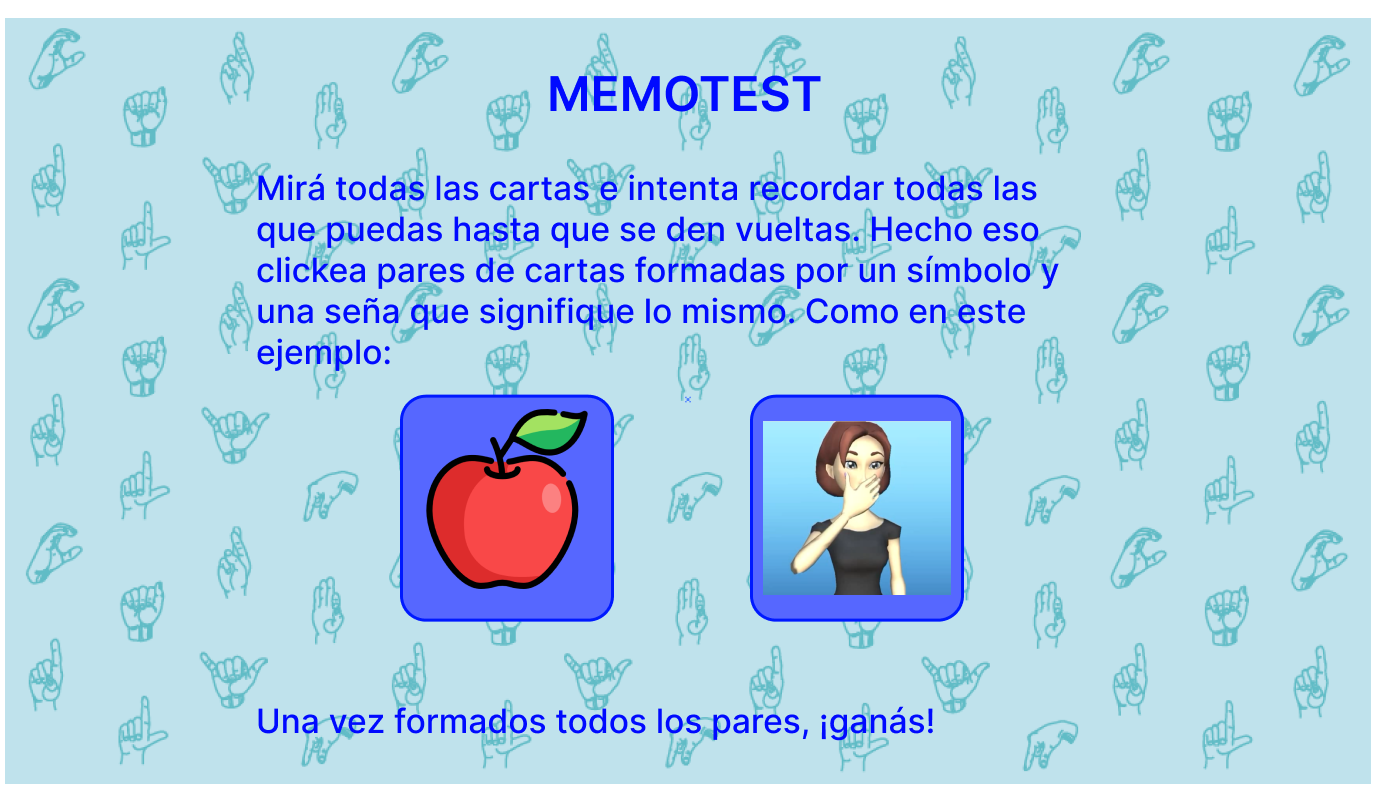 MEMOTEST
Mirá todas las cartas e intenta recordar todas las
que puedas hasta que se den vueltas. Hecho eso
clickea pares de cartas formadas por un símbolo y
una seña que signifique lo mismo. Como en este
ejemplo:
Una vez formados todos los pares, ¡ganás!